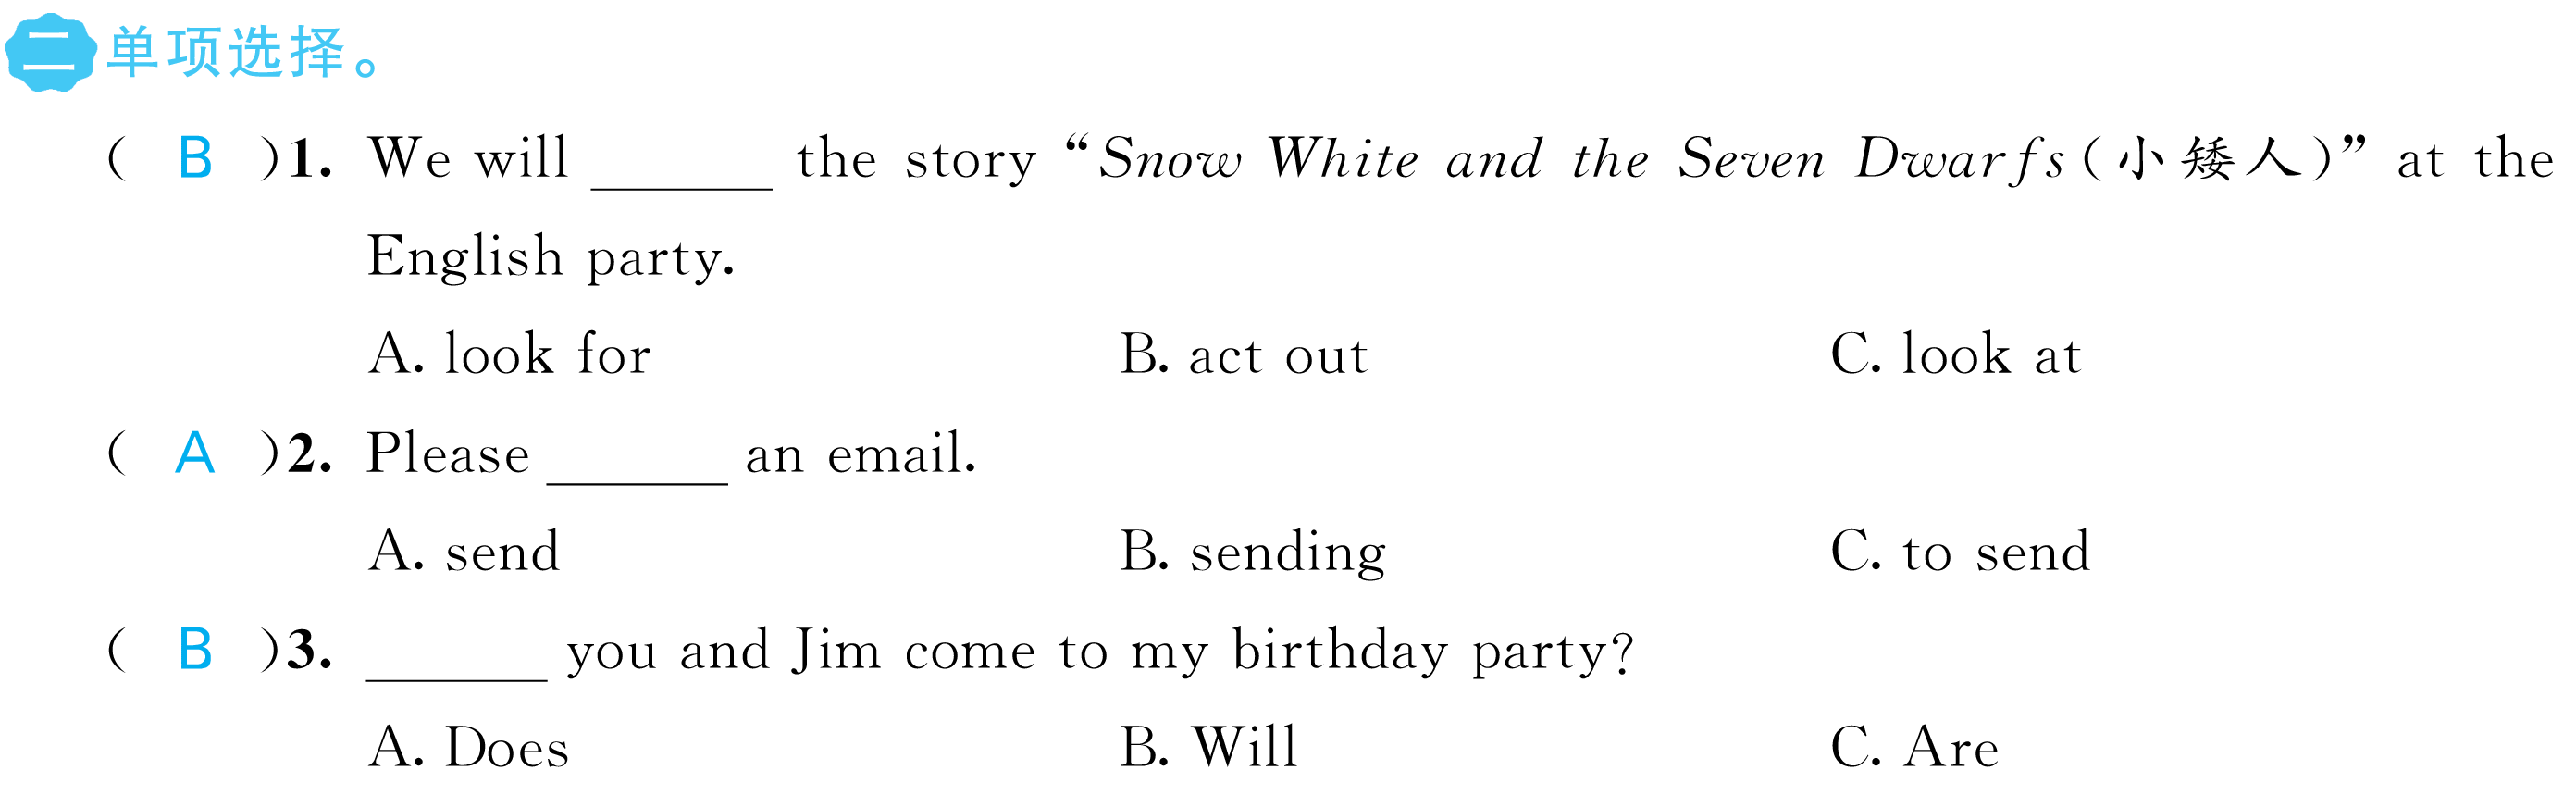 二 单项选择。
( B )1. We will ______ the story “Snow White and the Seven Dwarfs(小矮人)” at the
English party.
A. look for B. act out C. look at
( A )2. Please ______ an email.
A. send B. sending C. to send
( B )3. ______ you and Jim come to my birthday party?
A. Does B. Will C. Are